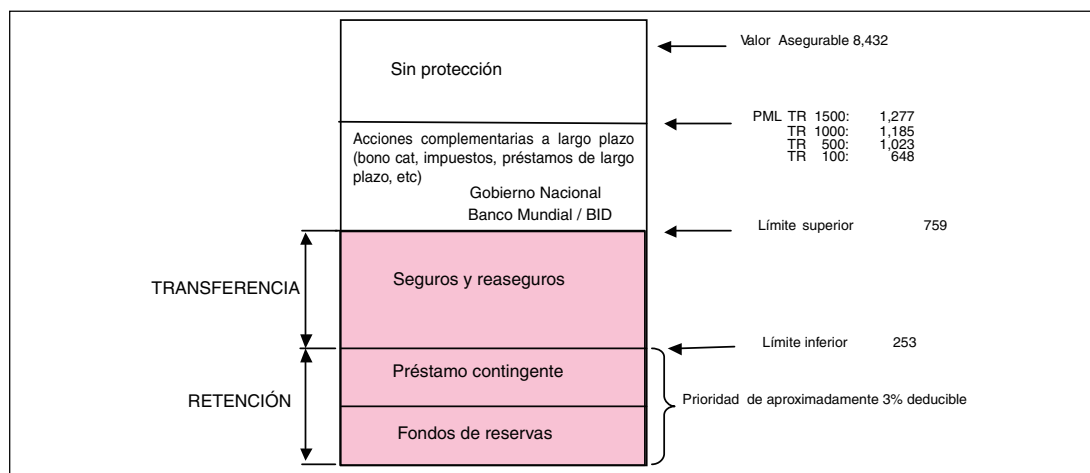 Valor Asegurable 8,432
Sin protección
PML TR 1500: 1,277
TR 1000: 1,185
TR 500: 1,023
TR 100: 648
Acciones complementarias a largo plazo
(bono cat, impuestos, préstamos de largo
plazo, etc)
Gobierno Nacional
Banco Mundial / BID
Límite superior 759
TRANSFERENCIA
Seguros y reaseguros
Límite inferior 253
Préstamo contingente
RETENCIÓN
Prioridad de aproximadamente 3% deducible
Fondos de reservas